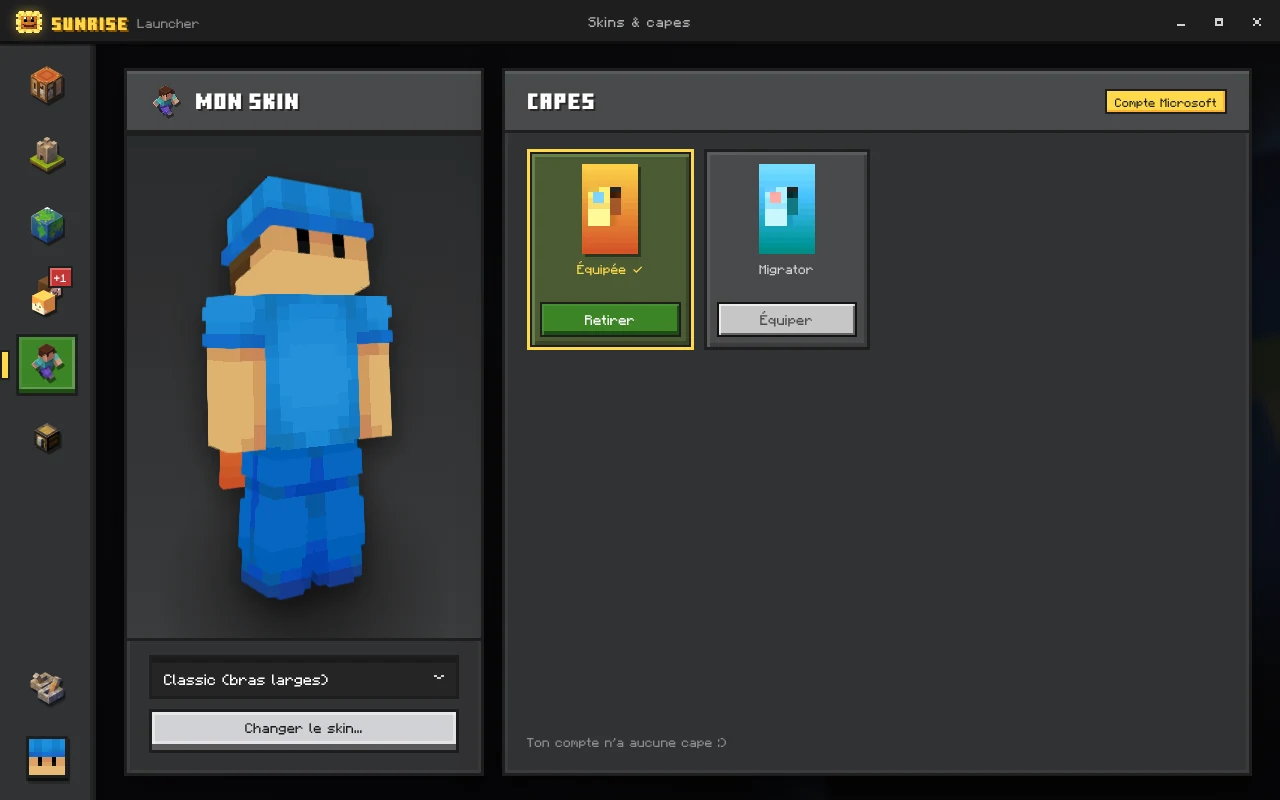 SUNRISE Launcher
Skins & capes
+1
MON SKIN
Classic (bras larges)
Changer le skin...
CAPES
Compte Microsoft
Équipée ✓
Retirer
Migrator
Équiper
Ton compte n'a aucune cape :)